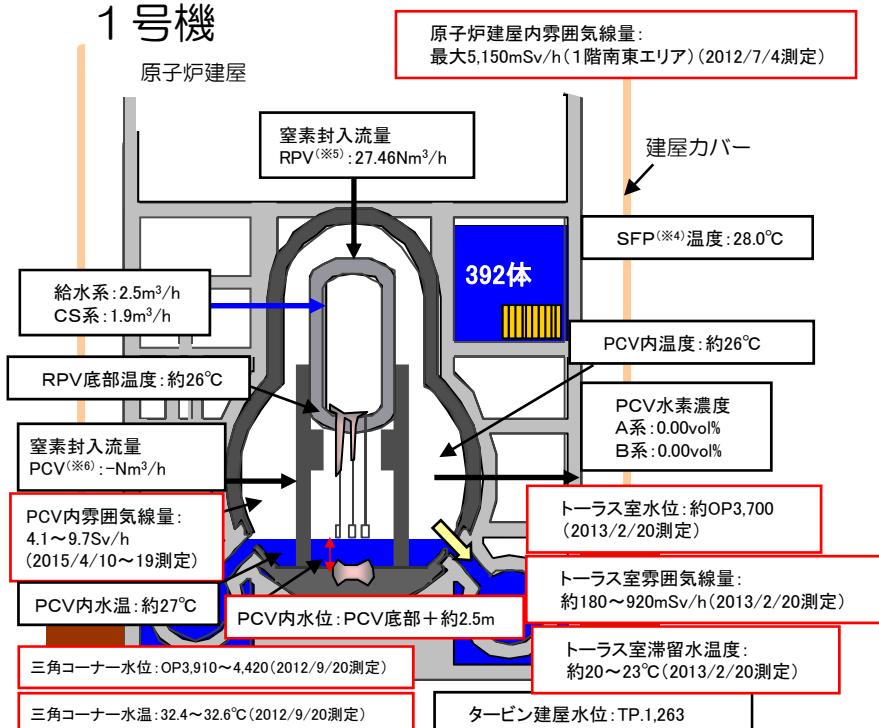 1号機
原子炉建屋内雰囲気線量:
最大5,150mSv/h(1階南東エリア)(2012/7/4測定)
原子炉建屋
窒素封入流量
RPV(※5):27.46Nm3/h
建屋カバー
SFP(※4)温度:28.0℃
392体
給水系:2.5m3/h
CS系:1.9m3/h
PCV内温度:約26℃
RPV底部温度:約26℃
PCV水素濃度
A系:0.00vol%
B系:0.00vol%
窒素封入流量
PCV(※6):-Nm3/h
PCV内雰囲気線量:
4.1~9.7Sv/h
(2015/4/10~19測定)
トーラス室水位:約OP3,700
(2013/2/20測定)
トーラス室雰囲気線量:
約180~920mSv/h(2013/2/20測定)
PCV内水温:約27℃
PCV内水位:PCV底部+約2.5m
トーラス室滞留水温度:
約20~23℃(2013/2/20測定)
三角コーナー水位:OP3,910~4,420(2012/9/20測定)
三角コーナー水温:32.4~32.6℃(2012/9/20測定)
タービン建屋水位:TP.1,263